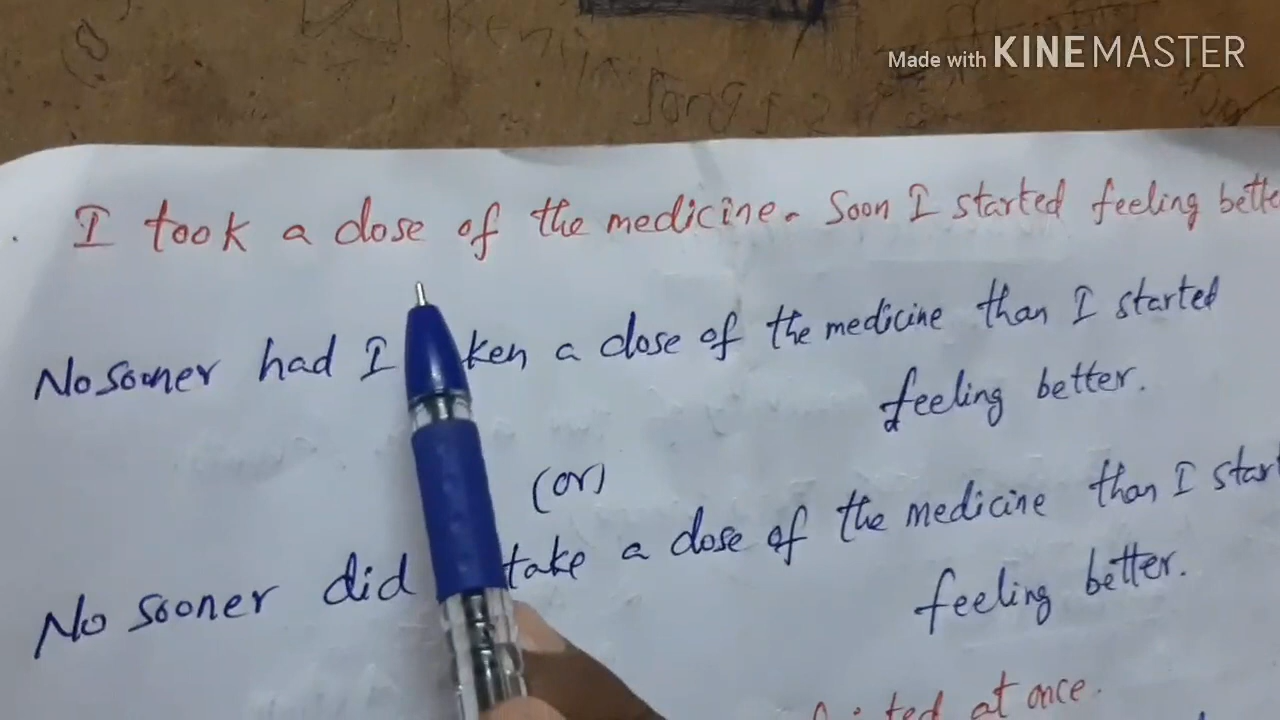 Made with KINEMASTER
I took a dose of the medicine. Soon I started feeling bette
No sooner had I ken a dose of the medicine than I started
feeling better.
(or)
No sooner did take a dose of the medicine than I star
feeling better.
ted at once.